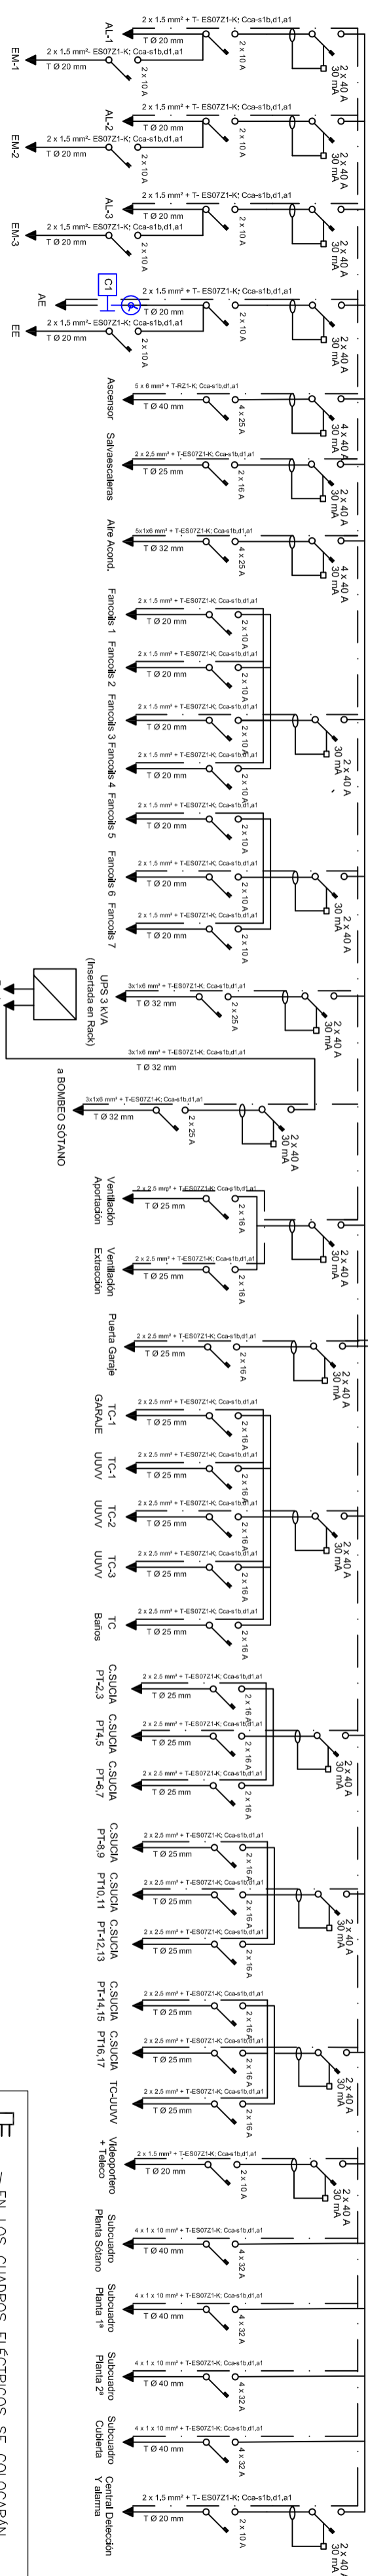 2 x 1,5 mm² + T- ES07Z1-K; Cca-s1b,d1,a1
T Ø 20 mm
2 x 10 A
2 x 40 A
30 mA
AL-1
2 x 1,5 mm²- ES07Z1-K; Cca-s1b,d1,a1
T Ø 20 mm
2 x 10 A
EM-1
2 x 1,5 mm² + T- ES07Z1-K; Cca-s1b,d1,a1
T Ø 20 mm
2 x 10 A
2 x 40 A
30 mA
AL-2
2 x 1,5 mm²- ES07Z1-K; Cca-s1b,d1,a1
T Ø 20 mm
2 x 10 A
EM-2
2 x 1,5 mm² + T- ES07Z1-K; Cca-s1b,d1,a1
T Ø 20 mm
2 x 10 A
2 x 40 A
30 mA
AL-3
2 x 1,5 mm²- ES07Z1-K; Cca-s1b,d1,a1
T Ø 20 mm
2 x 10 A
EM-3
2 x 1,5 mm² + T- ES07Z1-K; Cca-s1b,d1,a1
T Ø 20 mm
2 x 10 A
2 x 40 A
30 mA
C1
AE
2 x 1,5 mm²- ES07Z1-K; Cca-s1b,d1,a1
T Ø 20 mm
2 x 10 A
EE
5 x 6 mm² + T-RZ1-K; Cca-s1b,d1,a1
T Ø 40 mm
4 x 25 A
4 x 40 A
30 mA
Ascensor
2 x 2,5 mm² + T-ES07Z1-K; Cca-s1b,d1,a1
T Ø 25 mm
2 x 16 A
2 x 40 A
30 mA
Salvaescaleras
5x1x6 mm² + T-ES07Z1-K; Cca-s1b,d1,a1
T Ø 32 mm
4 x 25 A
4 x 40 A
30 mA
Aire Acond.
2 x 1.5 mm² + T-ES07Z1-K; Cca-s1b,d1,a1
T Ø 20 mm
2 x 10 A
Fancoils 1
2 x 1.5 mm² + T-ES07Z1-K; Cca-s1b,d1,a1
T Ø 20 mm
2 x 10 A
Fancoils 2
2 x 1.5 mm² + T-ES07Z1-K; Cca-s1b,d1,a1
T Ø 20 mm
2 x 10 A
2 x 40 A
30 mA
Fancoils 3
2 x 1.5 mm² + T-ES07Z1-K; Cca-s1b,d1,a1
T Ø 20 mm
2 x 10 A
Fancoils 4
2 x 1.5 mm² + T-ES07Z1-K; Cca-s1b,d1,a1
T Ø 20 mm
2 x 10 A
Fancoils 5
2 x 1.5 mm² + T-ES07Z1-K; Cca-s1b,d1,a1
T Ø 20 mm
2 x 10 A
2 x 40 A
30 mA
Fancoils 6
2 x 1.5 mm² + T-ES07Z1-K; Cca-s1b,d1,a1
T Ø 20 mm
2 x 10 A
Fancoils 7
3x1x6 mm² + T-ES07Z1-K; Cca-s1b,d1,a1
T Ø 32 mm
2 x 25 A
2 x 40 A
30 mA
UPS 3 kVA
(Insertada en Rack)
3x1x6 mm² + T-ES07Z1-K; Cca-s1b,d1,a1
T Ø 32 mm
3x1x6 mm² + T-ES07Z1-K; Cca-s1b,d1,a1
T Ø 32 mm
2 x 25 A
2 x 40 A
30 mA
a BOMBEO SÓTANO
2 x 2.5 mm² + T-ES07Z1-K; Cca-s1b,d1,a1
T Ø 25 mm
2 x 16 A
Ventilación
Aportación
2 x 40 A
30 mA
2 x 2.5 mm² + T-ES07Z1-K; Cca-s1b,d1,a1
T Ø 25 mm
2 x 16 A
Ventilación
Extracción
2 x 2.5 mm² + T-ES07Z1-K; Cca-s1b,d1,a1
T Ø 25 mm
2 x 16 A
2 x 40 A
30 mA
Puerta Garaje
2 x 2.5 mm² + T-ES07Z1-K; Cca-s1b,d1,a1
T Ø 25 mm
2 x 16 A
TC-1
GARAJE
2 x 2.5 mm² + T-ES07Z1-K; Cca-s1b,d1,a1
T Ø 25 mm
2 x 16 A
TC-1
UUVV
2 x 2.5 mm² + T-ES07Z1-K; Cca-s1b,d1,a1
T Ø 25 mm
2 x 16 A
2 x 40 A
30 mA
TC-2
UUVV
2 x 2.5 mm² + T-ES07Z1-K; Cca-s1b,d1,a1
T Ø 25 mm
2 x 16 A
TC-3
UUVV
2 x 2.5 mm² + T-ES07Z1-K; Cca-s1b,d1,a1
T Ø 25 mm
2 x 16 A
TC
Baños
2 x 2.5 mm² + T-ES07Z1-K; Cca-s1b,d1,a1
T Ø 25 mm
2 x 16 A
C.SUCIA
PT-2,3
2 x 2.5 mm² + T-ES07Z1-K; Cca-s1b,d1,a1
T Ø 25 mm
2 x 16 A
2 x 40 A
30 mA
C.SUCIA
PT4,5
2 x 2.5 mm² + T-ES07Z1-K; Cca-s1b,d1,a1
T Ø 25 mm
2 x 16 A
C.SUCIA
PT-6,7
2 x 2.5 mm² + T-ES07Z1-K; Cca-s1b,d1,a1
T Ø 25 mm
2 x 16 A
C.SUCIA
PT-8,9
2 x 2.5 mm² + T-ES07Z1-K; Cca-s1b,d1,a1
T Ø 25 mm
2 x 16 A
2 x 40 A
30 mA
C.SUCIA
PT10,11
2 x 2.5 mm² + T-ES07Z1-K; Cca-s1b,d1,a1
T Ø 25 mm
2 x 16 A
C.SUCIA
PT-12,13
2 x 2.5 mm² + T-ES07Z1-K; Cca-s1b,d1,a1
T Ø 25 mm
2 x 16 A
C.SUCIA
PT-14,15
2 x 2.5 mm² + T-ES07Z1-K; Cca-s1b,d1,a1
T Ø 25 mm
2 x 16 A
2 x 40 A
30 mA
C.SUCIA
PT16,17
2 x 2.5 mm² + T-ES07Z1-K; Cca-s1b,d1,a1
T Ø 25 mm
2 x 16 A
TC-UUVV
2 x 1.5 mm² + T-ES07Z1-K; Cca-s1b,d1,a1
T Ø 20 mm
2 x 10 A
2 x 40 A
30 mA
Videoportero
+ Teleco
4 x 1 x 10 mm² + T-ES07Z1-K; Cca-s1b,d1,a1
T Ø 40 mm
4 x 32 A
Subcuadro
Planta Sótano
4 x 1 x 10 mm² + T-ES07Z1-K; Cca-s1b,d1,a1
T Ø 40 mm
4 x 32 A
Subcuadro
Planta 1ª
4 x 1 x 10 mm² + T-ES07Z1-K; Cca-s1b,d1,a1
T Ø 40 mm
4 x 32 A
Subcuadro
Planta 2ª
4 x 1 x 10 mm² + T-ES07Z1-K; Cca-s1b,d1,a1
T Ø 40 mm
4 x 32 A
Subcuadro
Cubierta
2 x 1,5 mm² + T- ES07Z1-K; Cca-s1b,d1,a1
T Ø 20 mm
2 x 10 A
2 x 40 A
30 mA
Central Detección
Y alarma
EN LOS CUADROS ELÉCTRICOS SE COLOCARÁN